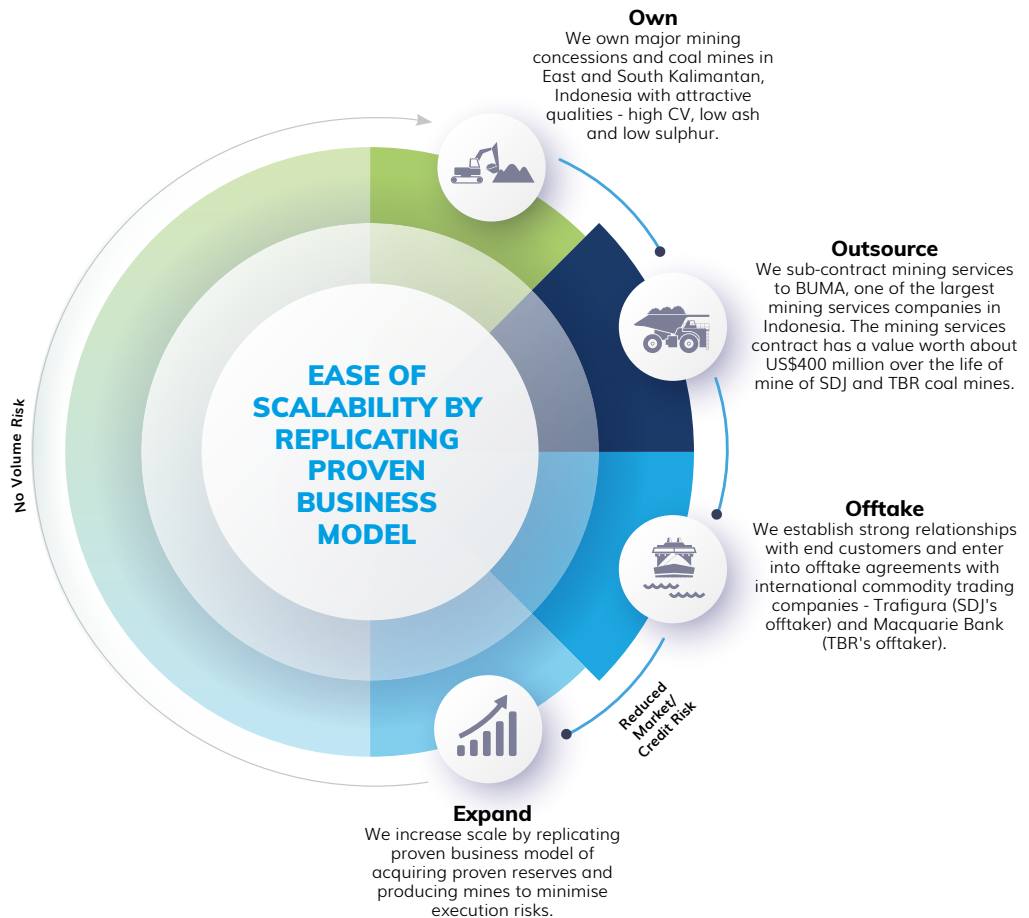 Own
We own major mining
concessions and coal mines in
East and South Kalimantan,
Indonesia with attractive
qualities - high CV, low ash
and low sulphur.
Outsource
We sub-contract mining services
to BUMA, one of the largest
mining services companies in
Indonesia. The mining services
contract has a value worth about
US$400 million over the life of
mine of SDJ and TBR coal mines.
EASE OF
SCALABILITY BY
REPLICATING
PROVEN
BUSINESS
MODEL
No Volume Risk
Offtake
We establish strong relationships
with end customers and enter
into offtake agreements with
international commodity trading
companies - Trafigura (SDJ's
offtaker) and Macquarie Bank
(TBR's offtaker).
Reduced
Market/
Credit Risk
Expand
We increase scale by replicating
proven business model of
acquiring proven reserves and
producing mines to minimise
execution risks.